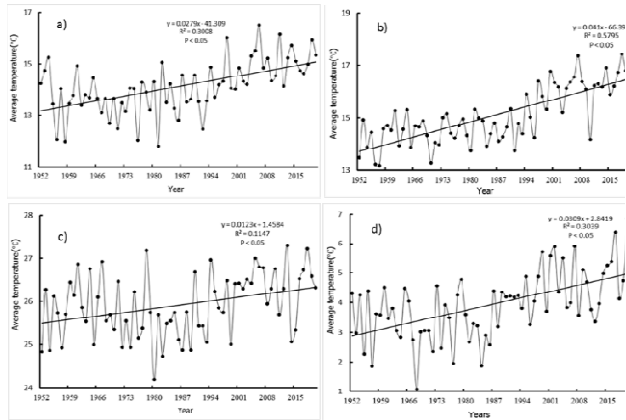 a)
y = 0.0279x - 41.309
R² = 0.3008
P < 0.05
Average temperature(°C)
17
15
13
11
1952 1959 1966 1973 1980 1987 1994 2001 2008 2015
Year
b)
y = 0.041x - 66.39
R² = 0.5795
P < 0.05
Average temperature(°C)
19
17
15
13
1952 1959 1966 1973 1980 1987 1994 2001 2008 2015
Year
c)
y = 0.0123x + 1.4584
R² = 0.1147
P < 0.05
Average temperature(°C)
28
27
26
25
24
1952 1959 1966 1973 1980 1987 1994 2001 2008 2015
Year
d)
y = 0.0309x + 2.8419
R² = 0.3039
P < 0.05
Average temperature(°C)
7
6
5
4
3
2
1
1952 1959 1966 1973 1980 1987 1994 2001 2008 2015
Years